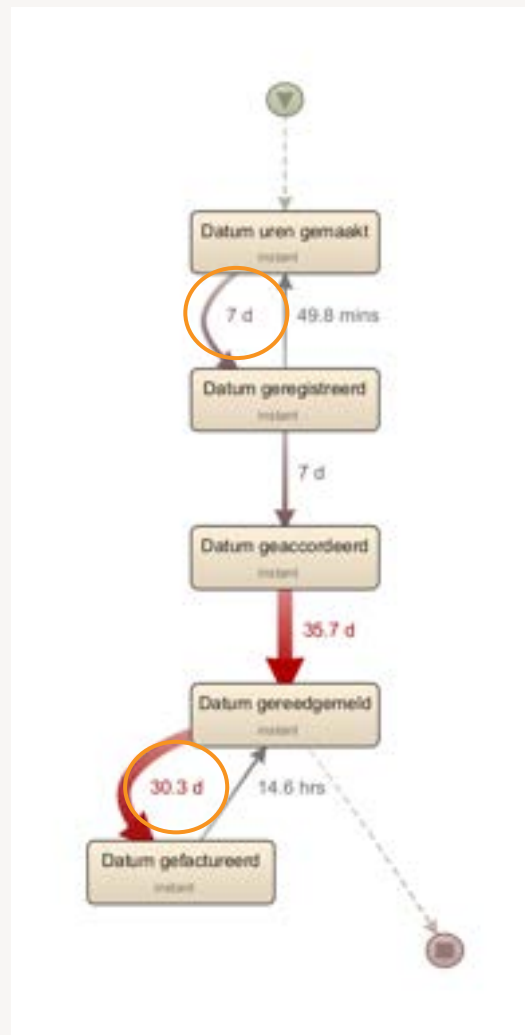 Datum uren gemaakt
instant
7 d
49.8 mins
Datum geregistreerd
instant
7 d
Datum geaccordeerd
instant
35.7 d
Datum gereedgemeld
instant
30.3 d
14.6 hrs
Datum gefactureerd
instant